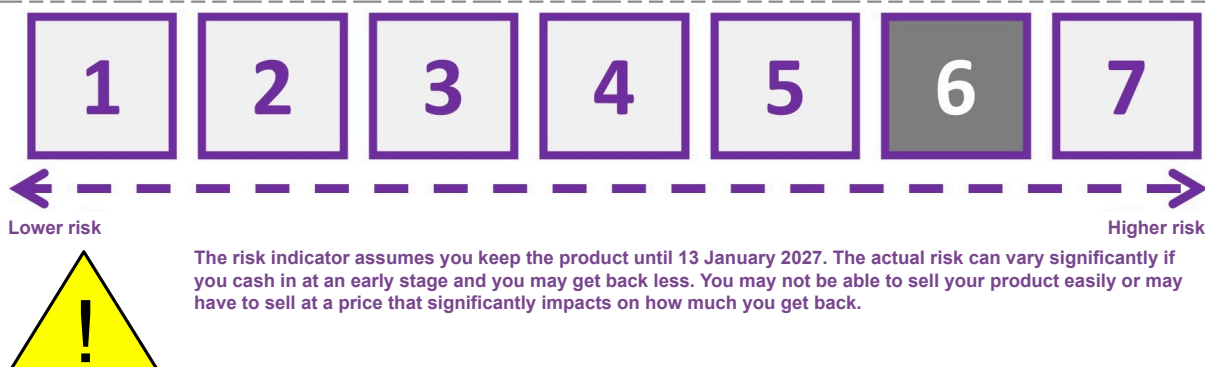 1 2 3 4 5 6 7
Lower risk Higher risk
The risk indicator assumes you keep the product until 13 January 2027. The actual risk can vary significantly if
you cash in at an early stage and you may get back less. You may not be able to sell your product easily or may
have to sell at a price that significantly impacts on how much you get back.
!